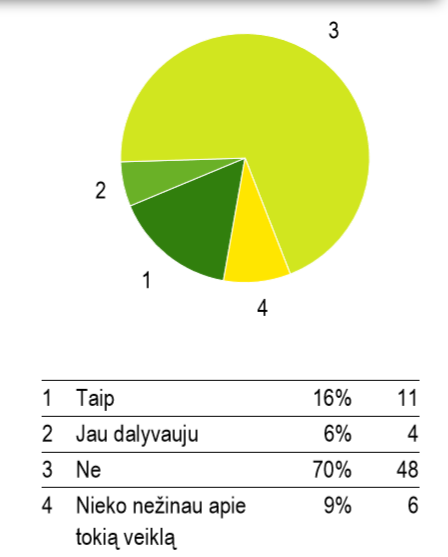 3
2
1
4
1 Taip 16% 11
2 Jau dalyvauju 6% 4
3 Ne 70% 48
4 Nieko nežinau apie 9% 6
tokią veiklą